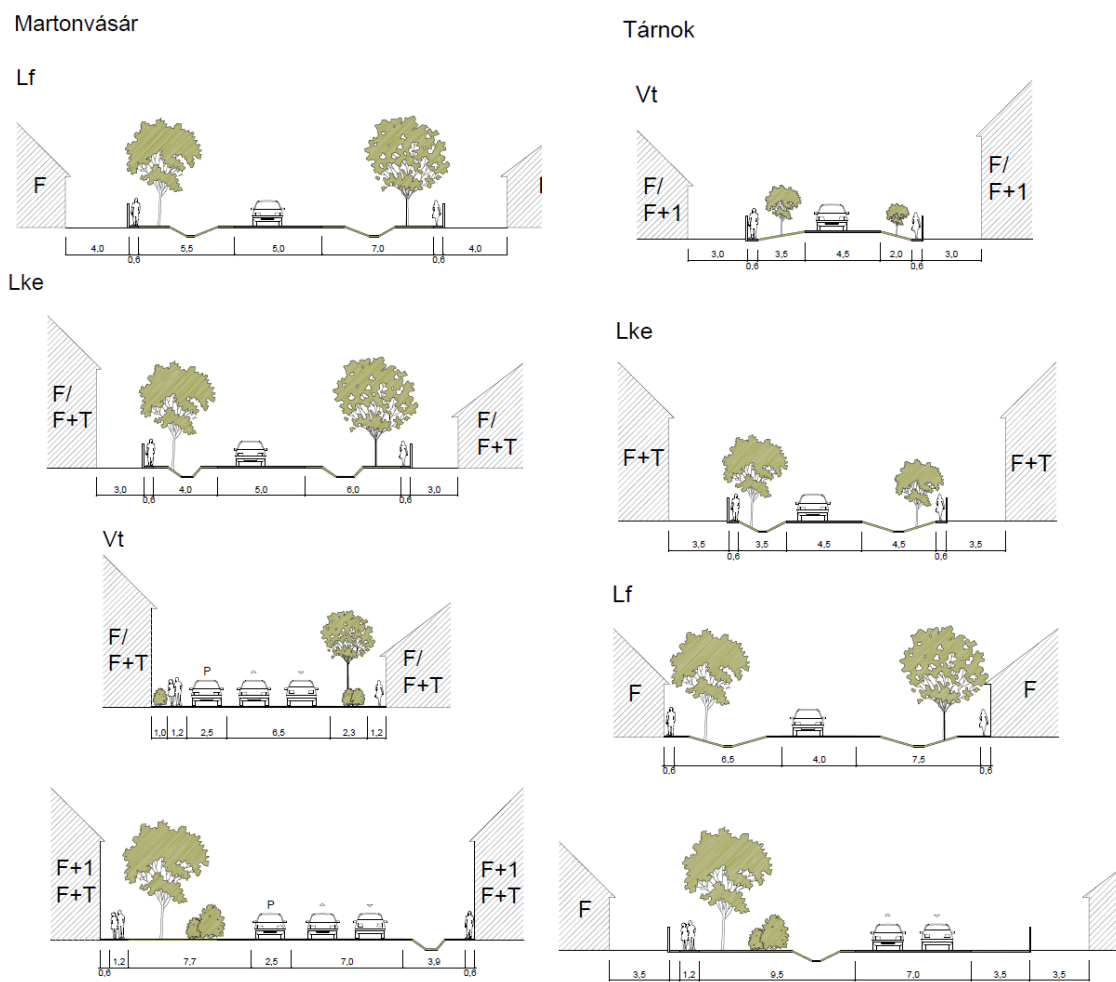 Martonvásár
Lf
F
4,0 0,6 5,5 5,0 7,0 0,6 4,0
Lke
F/
F+T
F/
F+T
3,0 0,6 4,0 5,0 6,0 0,6 3,0
Vt
F/
F+T
P
F/
F+T
1,0 1,2 2,5 6,5 2,3 1,2
F+1
F+T
P
F+1
F+T
0,6 1,2 7,7 2,5 7,0 3,9 0,6
Tárnok
Vt
F/
F+1
F/
F+1
3,0 0,6 3,5 4,5 2,0 0,6 3,0
Lke
F+T
F+T
3,5 0,6 3,5 4,5 4,5 0,6 3,5
Lf
F
F
0,6 6,5 4,0 7,5 0,6
F
F
3,5 1,2 9,5 7,0 3,5 3,5